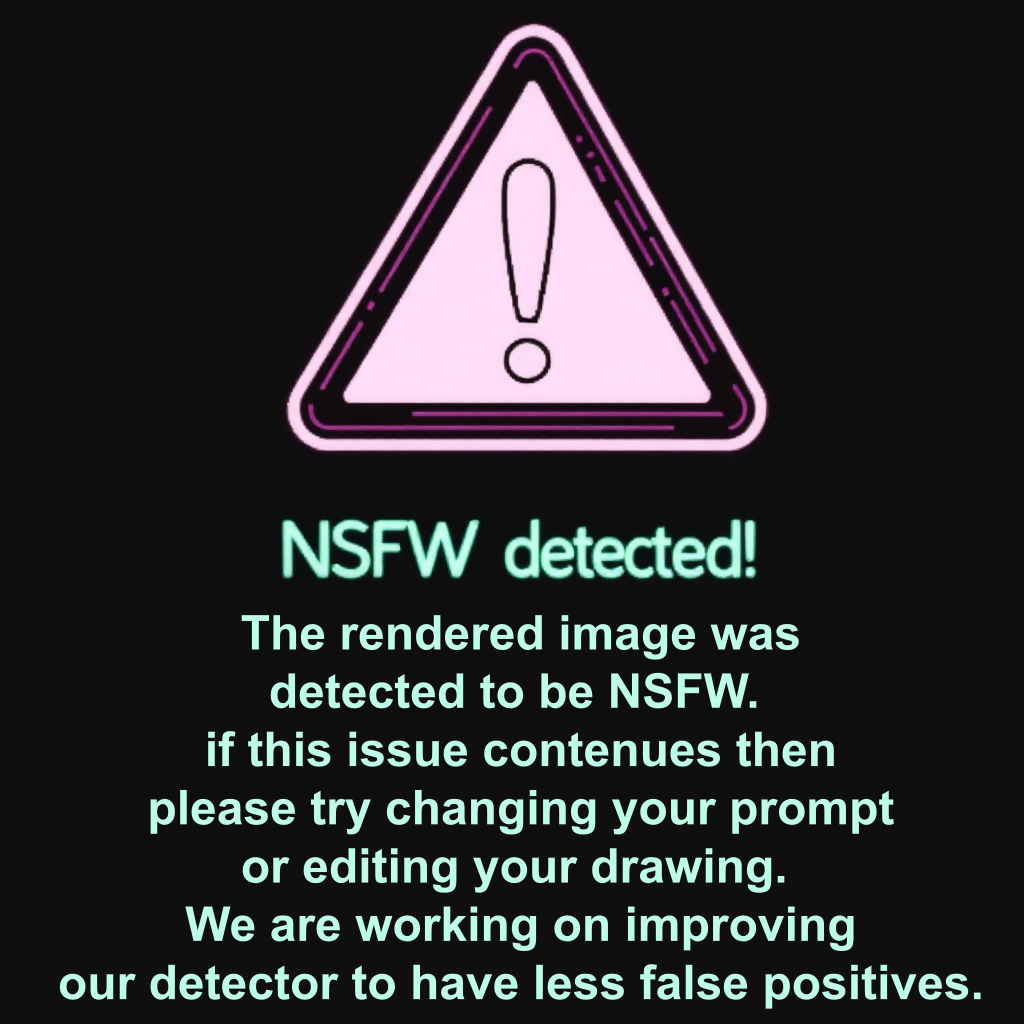 NSFW detected!
The rendered image was
detected to be NSFW.
if this issue contenues then
please try changing your prompt
or editing your drawing.
We are working on improving
our detector to have less false positives.